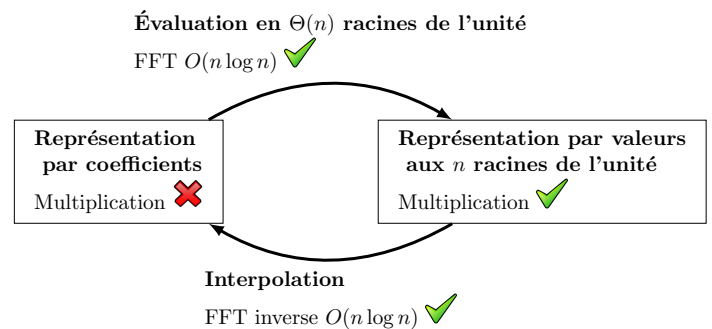 Évaluation en Θ(n) racines de l'unité
FFT O(n log n)
Représentation
par coefficients
Multiplication
Représentation par valeurs
aux n racines de l'unité
Multiplication
Interpolation
FFT inverse O(n log n)